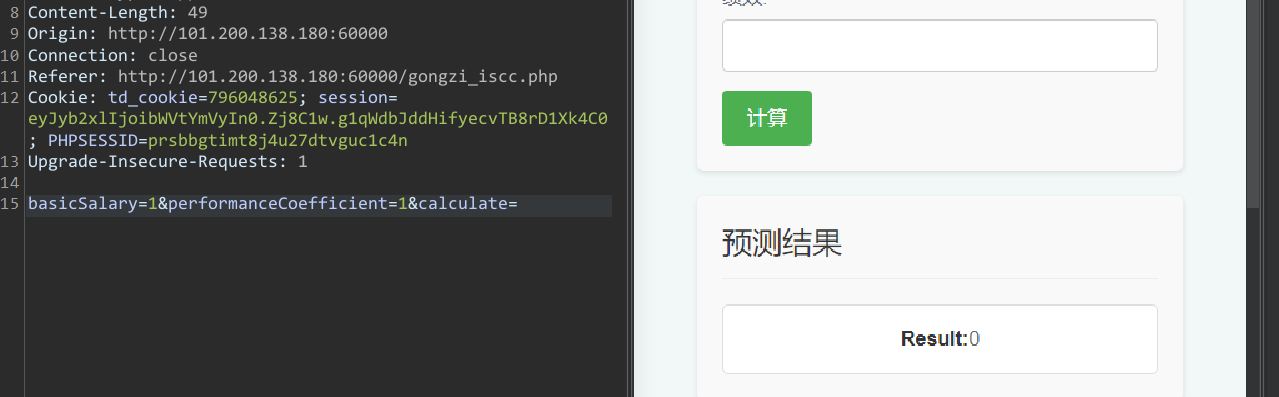 8 Content-Length: 49
9 Origin: http://101.200.138.180:60000
10 Connection: close
11 Referer: http://101.200.138.180:60000/gongzi_iscc.php
12 Cookie: td_cookie=796048625; session=
eyJyb2xlIjoibWVtYmVyIn0.Zj8C1w.g1qWdbJddHifyecvTB8rD1Xk4C0
; PHPSESSID=prsbbgtimt8j4u27dtvguc1c4n
13 Upgrade-Insecure-Requests: 1
14
15 basicSalary=1&performanceCoefficient=1&calculate=
绩效:
计算
预测结果
Result:0